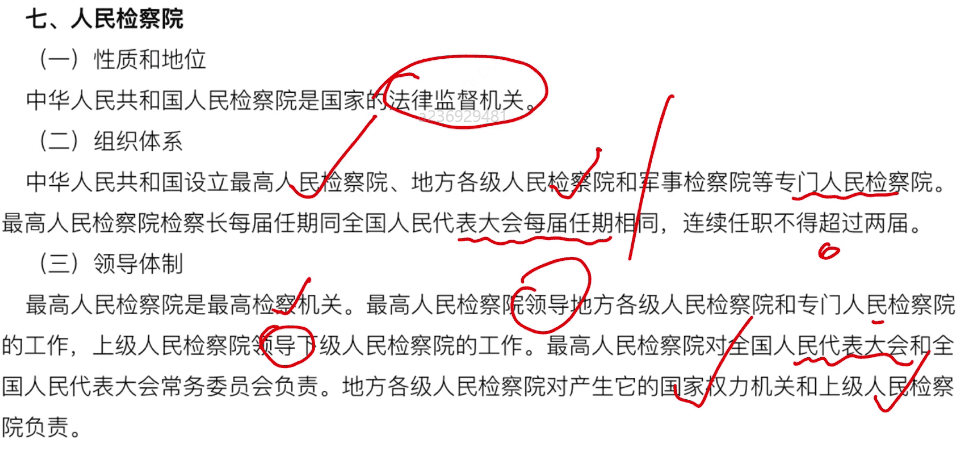 七、人民检察院
（一）性质和地位
中华人民共和国人民检察院是国家的法律监督机关。
a236929481
（二）组织体系
中华人民共和国设立最高人民检察院、地方各级人民检察院和军事检察院等专门人民检察院。
最高人民检察院检察长每届任期同全国人民代表大会每届任期相同，连续任职不得超过两届。
（三）领导体制
最高人民检察院是最高检察机关。最高人民检察院领导地方各级人民检察院和专门人民检察院
的工作，上级人民检察院领导下级人民检察院的工作。最高人民检察院对全国人民代表大会和全
国人民代表大会常务委员会负责。地方各级人民检察院对产生它的国家权力机关和上级人民检察
院负责。